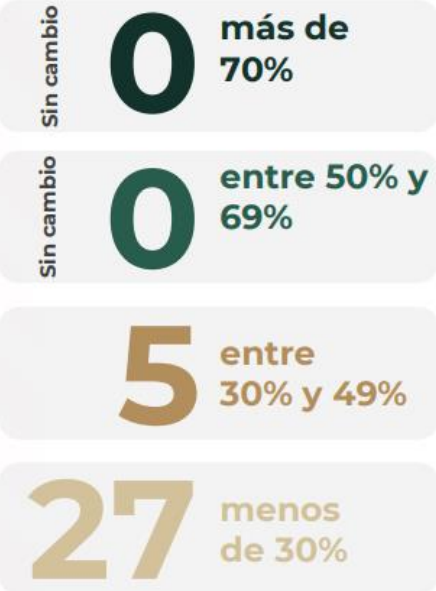 Sin cambio
0
más de
70%
Sin cambio
0
entre 50% y
69%
5
entre
30% y 49%
27
menos
de 30%